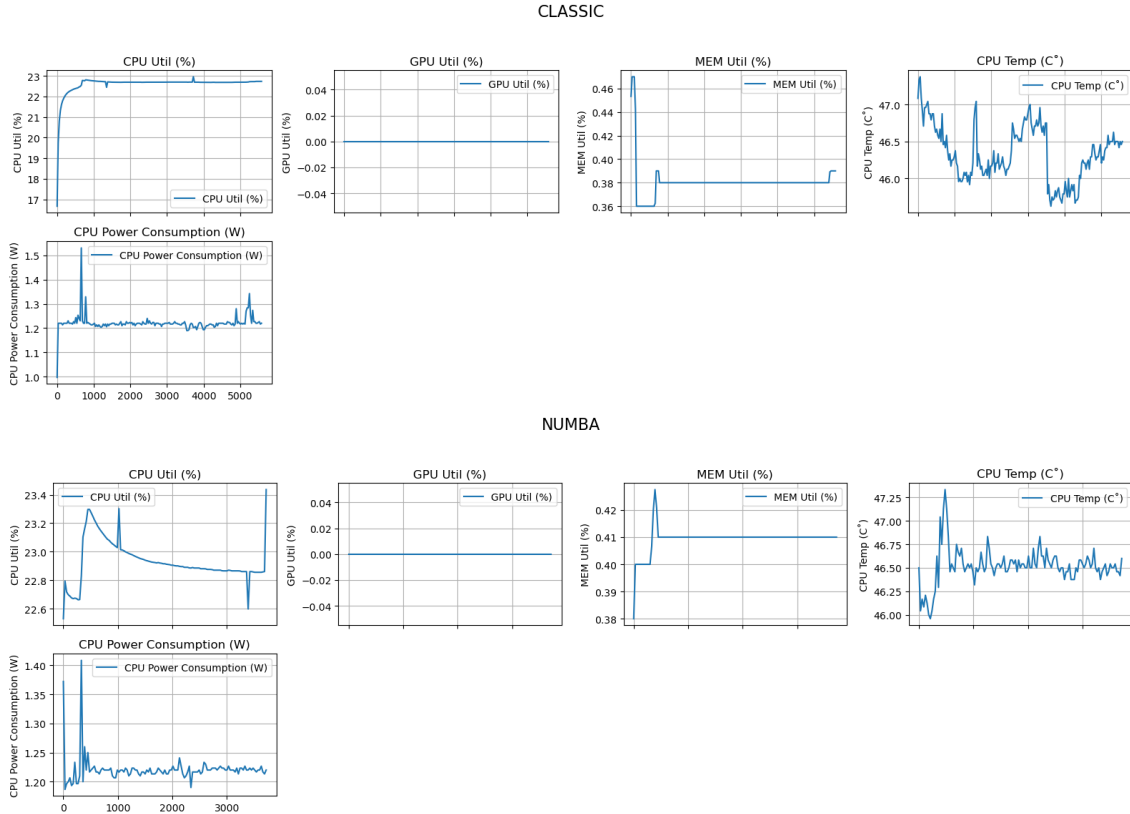 CLASSIC
CPU Util (%)
GPU Util (%)
MEM Util (%)
CPU Temp (C˚)
CPU Util (%)
23
22
21
20
19
18
17
CPU Util (%)
GPU Util (%)
0.04
0.02
0.00
−0.02
−0.04
GPU Util (%)
MEM Util (%)
0.46
0.44
0.42
0.40
0.38
0.36
MEM Util (%)
CPU Temp (C˚)
47.0
46.5
46.0
CPU Temp (C˚)
CPU Power Consumption (W)
CPU Power Consumption (W)
1.5
1.4
1.3
1.2
1.1
1.0
CPU Power Consumption (W)
0 1000 2000 3000 4000 5000
NUMBA
CPU Util (%)
GPU Util (%)
MEM Util (%)
CPU Temp (C˚)
CPU Util (%)
23.4
23.2
23.0
22.8
22.6
CPU Util (%)
GPU Util (%)
0.04
0.02
0.00
−0.02
−0.04
GPU Util (%)
MEM Util (%)
0.42
0.41
0.40
0.39
0.38
MEM Util (%)
CPU Temp (C˚)
47.25
47.00
46.75
46.50
46.25
46.00
CPU Temp (C˚)
CPU Power Consumption (W)
CPU Power Consumption (W)
1.40
1.35
1.30
1.25
1.20
CPU Power Consumption (W)
0 1000 2000 3000